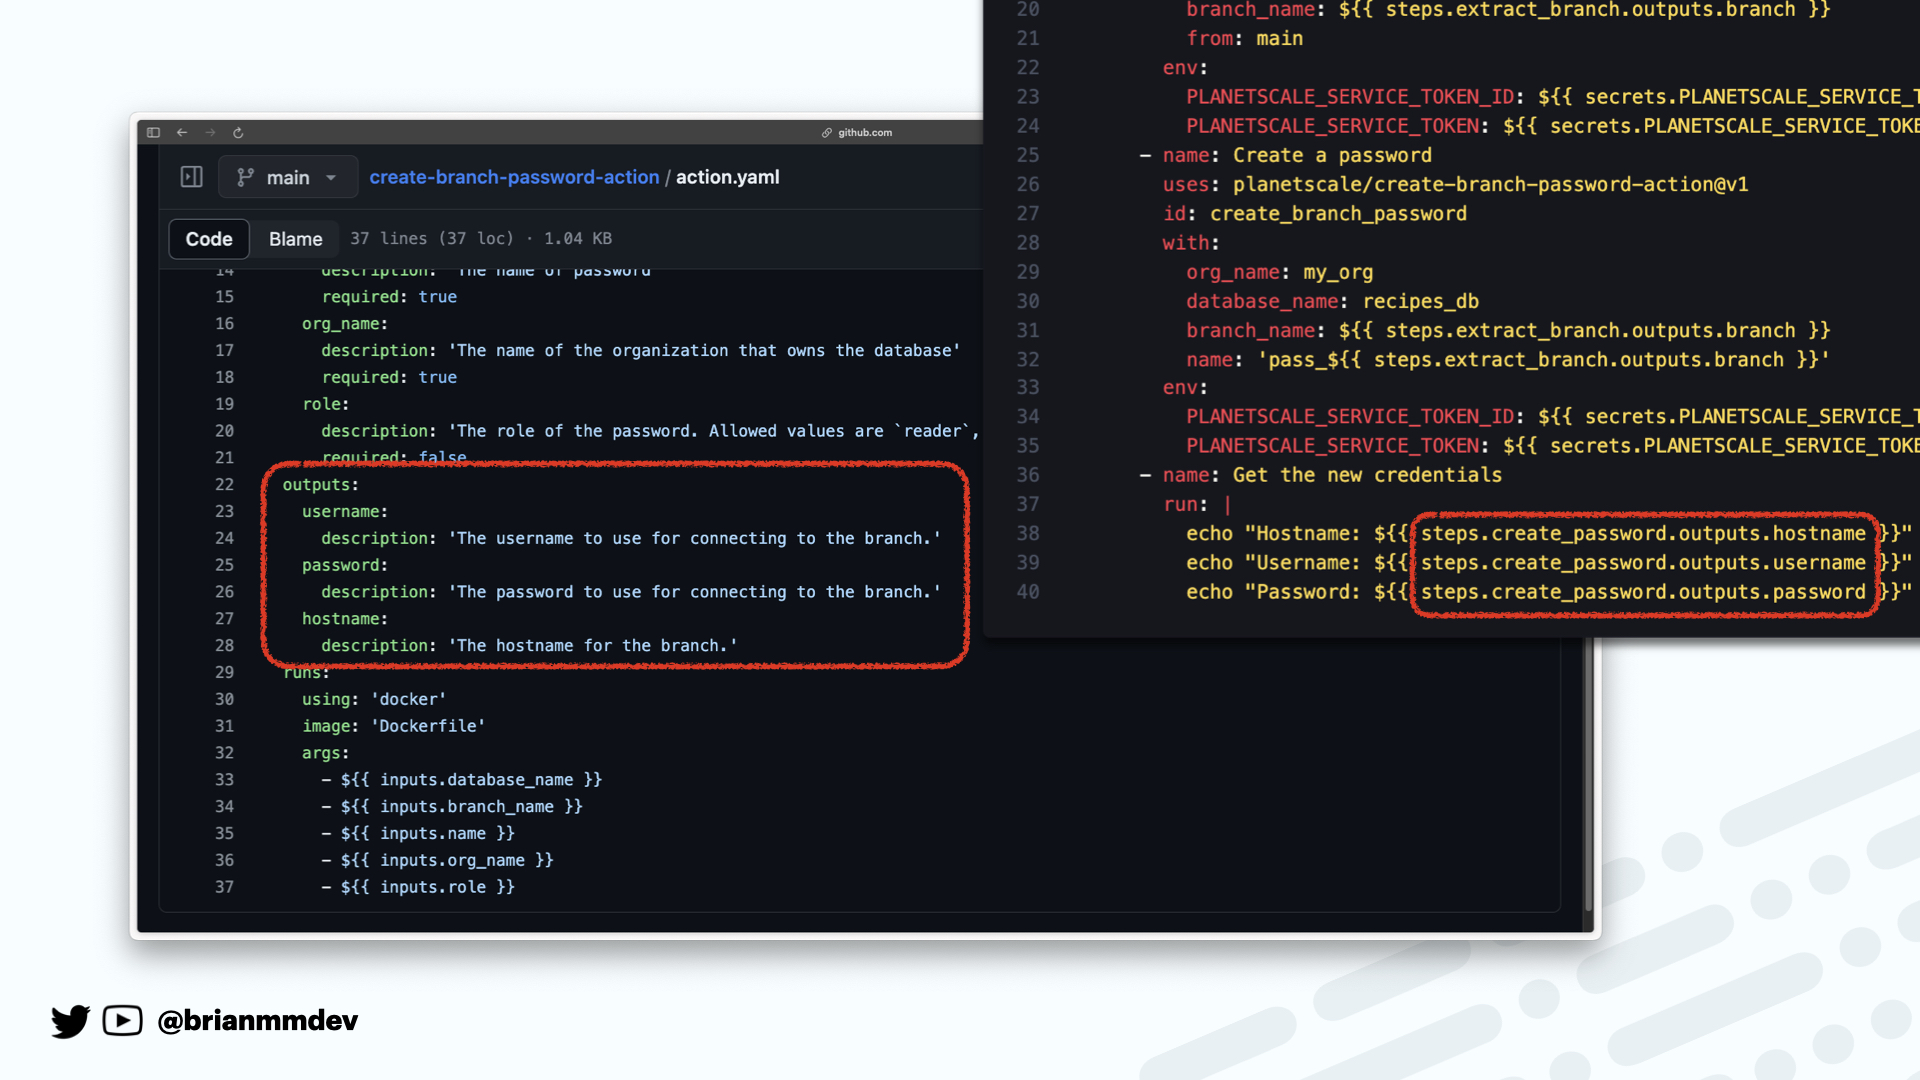 github.com
main
create-branch-password-action / action.yaml
Code Blame 37 lines (37 loc) · 1.04 KB
14 description: 'The name of password
15 required: true
16 org_name:
17 description: 'The name of the organization that owns the database'
18 required: true
19 role:
20 description: 'The role of the password. Allowed values are `reader`,
21 required: false
22 outputs:
23 username:
24 description: 'The username to use for connecting to the branch.'
25 password:
26 description: 'The password to use for connecting to the branch.'
27 hostname:
28 description: 'The hostname for the branch.'
29 runs:
30 using: 'docker'
31 image: 'Dockerfile'
32 args:
33 - ${{ inputs.database_name }}
34 - ${{ inputs.branch_name }}
35 - ${{ inputs.name }}
36 - ${{ inputs.org_name }}
37 - ${{ inputs.role }}
20 branch_name: ${{ steps.extract_branch.outputs.branch }}
21 from: main
22 env:
23 PLANETSCALE_SERVICE_TOKEN_ID: ${{ secrets.PLANETSCALE_SERVICE_T
24 PLANETSCALE_SERVICE_TOKEN: ${{ secrets.PLANETSCALE_SERVICE_TOKE
25 - name: Create a password
26 uses: planetscale/create-branch-password-action@v1
27 id: create_branch_password
28 with:
29 org_name: my_org
30 database_name: recipes_db
31 branch_name: ${{ steps.extract_branch.outputs.branch }}
32 name: 'pass_${{ steps.extract_branch.outputs.branch }}'
33 env:
34 PLANETSCALE_SERVICE_TOKEN_ID: ${{ secrets.PLANETSCALE_SERVICE_T
35 PLANETSCALE_SERVICE_TOKEN: ${{ secrets.PLANETSCALE_SERVICE_TOKE
36 - name: Get the new credentials
37 run: |
38 echo "Hostname: ${{ steps.create_password.outputs.hostname }}"
39 echo "Username: ${{ steps.create_password.outputs.username }}"
40 echo "Password: ${{ steps.create_password.outputs.password }}"
@brianmmdev